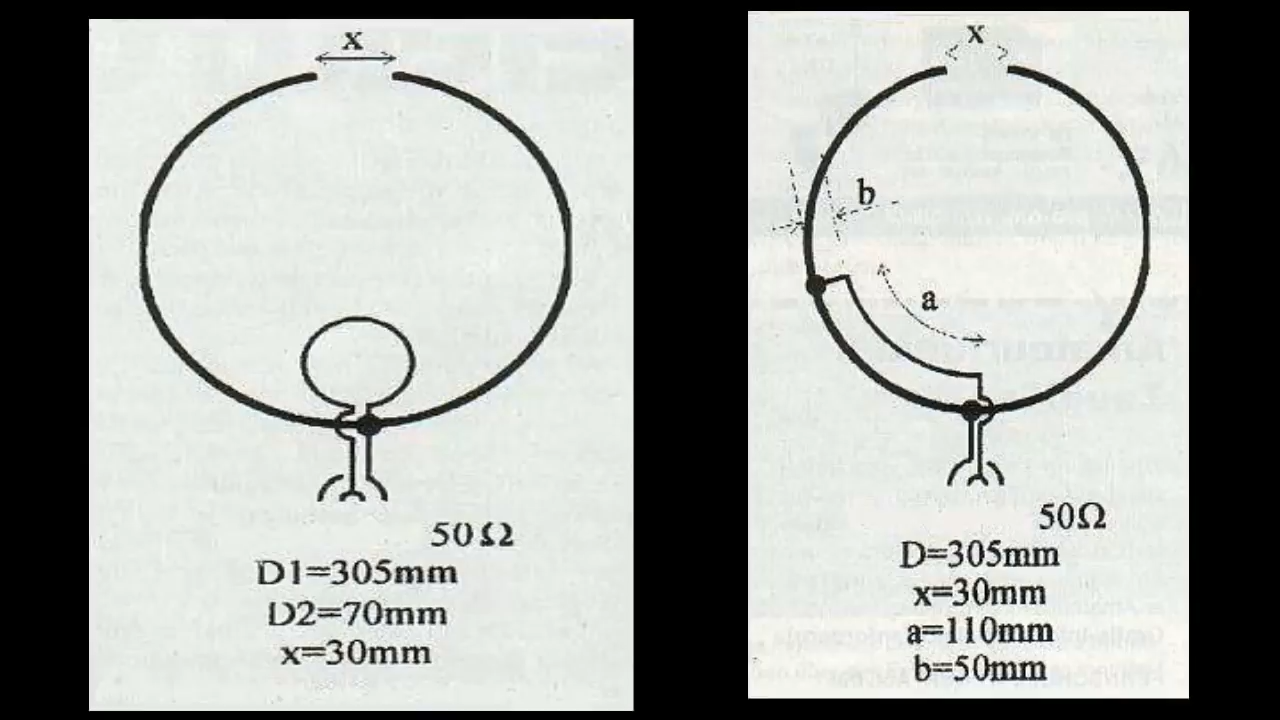 x
50Ω
D1=305mm
D2=70mm
x=30mm
x
b
a
50Ω
D=305mm
x=30mm
a=110mm
b=50mm